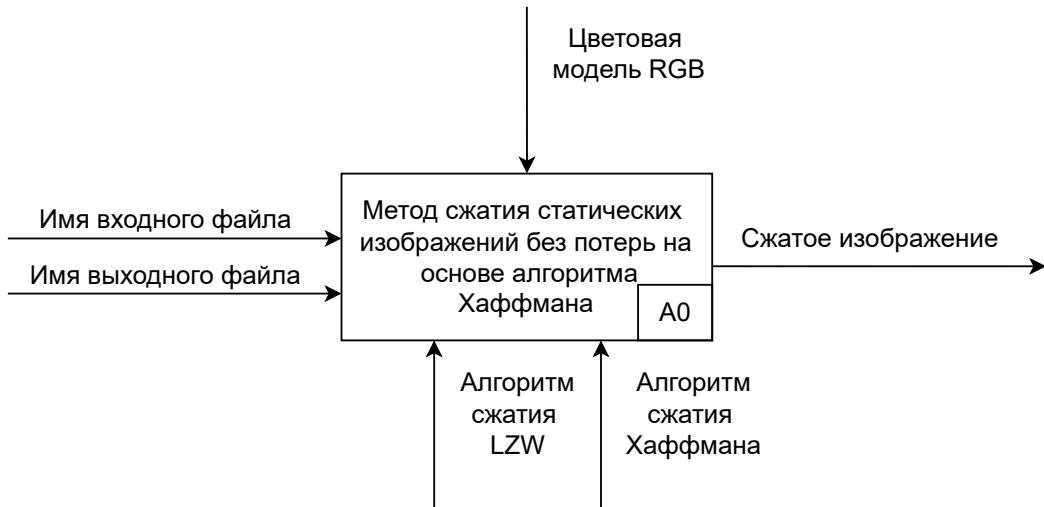 Цветовая
модель RGB
Имя входного файла
Имя выходного файла
Метод сжатия статических
изображений без потерь на
основе алгоритма
Хаффмана
A0
Сжатое изображение
Алгоритм
сжатия
LZW
Алгоритм
сжатия
Хаффмана